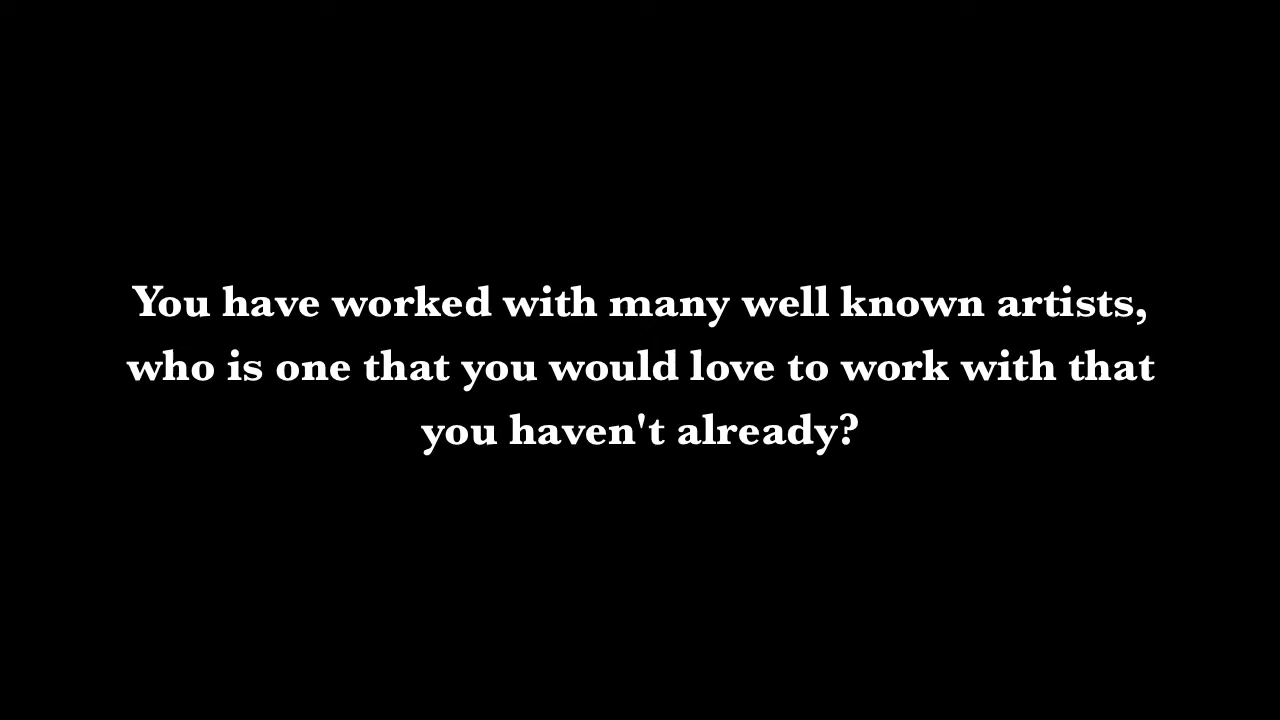 You have worked with many well known artists,
who is one that you would love to work with that
you haven't already?